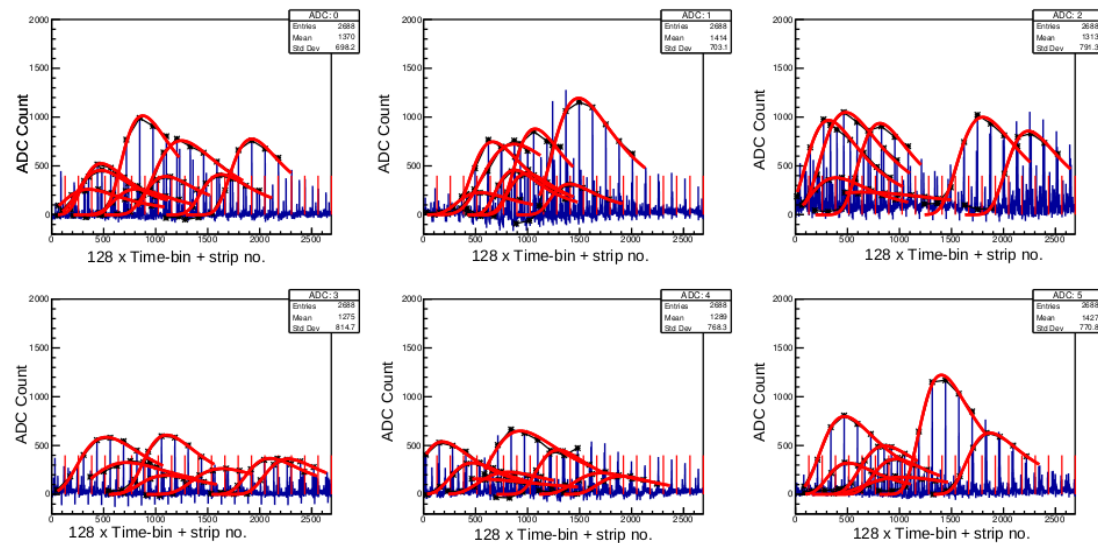 ADC: 0
Entries 2688
Mean 1370
Std Dev 698.2
ADC Count
2000
1500
1000
500
0
0 500 1000 1500 2000 2500
128 x Time-bin + strip no.
ADC: 1
Entries 2688
Mean 1414
Std Dev 703.1
ADC Count
2000
1500
1000
500
0
0 500 1000 1500 2000 2500
128 x Time-bin + strip no.
ADC: 2
Entries 2688
Mean 1313
Std Dev 791.3
ADC Count
2000
1500
1000
500
0
0 500 1000 1500 2000 2500
128 x Time-bin + strip no.
ADC: 3
Entries 2688
Mean 1275
Std Dev 814.7
ADC Count
2000
1500
1000
500
0
0 500 1000 1500 2000 2500
128 x Time-bin + strip no.
ADC: 4
Entries 2688
Mean 1289
Std Dev 768.3
ADC Count
2000
1500
1000
500
0
0 500 1000 1500 2000 2500
128 x Time-bin + strip no.
ADC: 5
Entries 2688
Mean 1427
Std Dev 770.8
ADC Count
2000
1500
1000
500
0
0 500 1000 1500 2000 2500
128 x Time-bin + strip no.